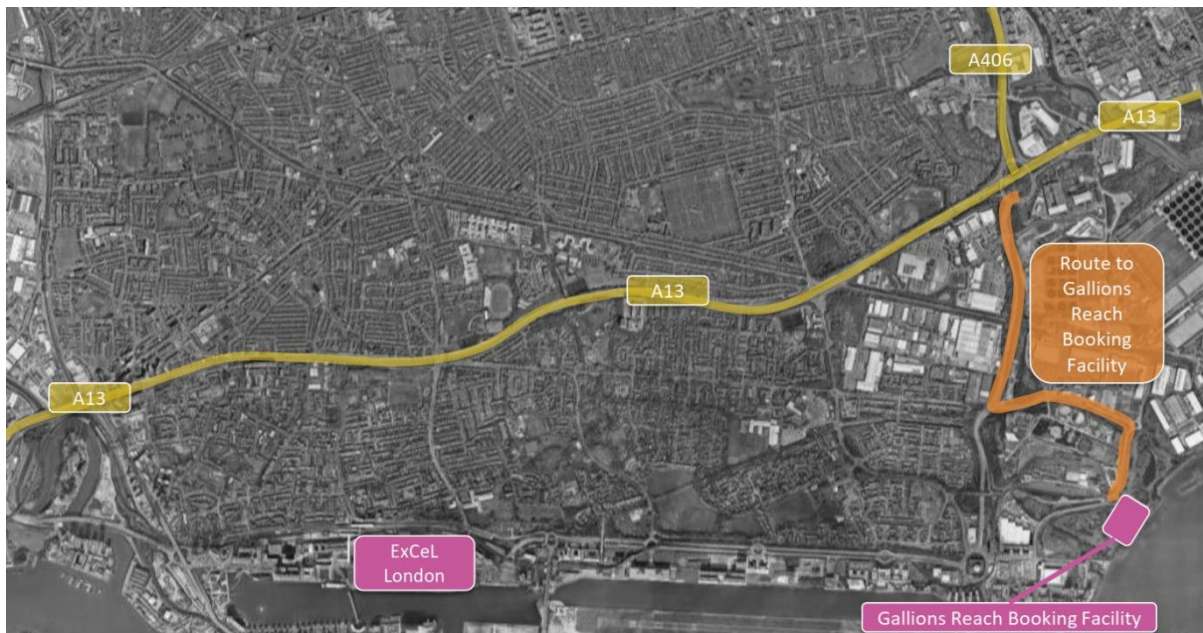 A406
A13
Route to
Gallions
Reach
Booking
Facility
A13
A13
ExCeL
London
Gallions Reach Booking Facility